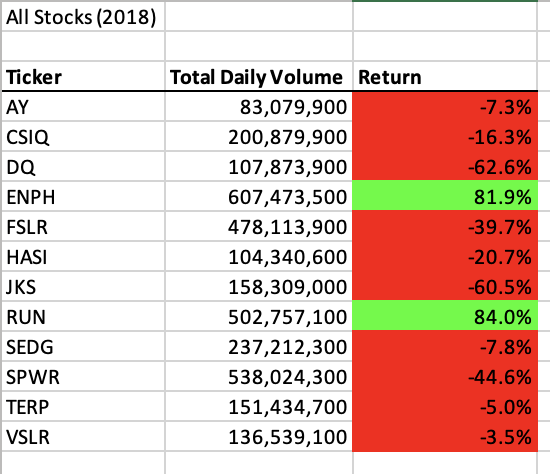 All Stocks (2018)
Ticker Total Daily Volume Return
AY 83,079,900 -7.3%
CSIQ 200,879,900 -16.3%
DQ 107,873,900 -62.6%
ENPH 607,473,500 81.9%
FSLR 478,113,900 -39.7%
HASI 104,340,600 -20.7%
JKS 158,309,000 -60.5%
RUN 502,757,100 84.0%
SEDG 237,212,300 -7.8%
SPWR 538,024,300 -44.6%
TERP 151,434,700 -5.0%
VSLR 136,539,100 -3.5%